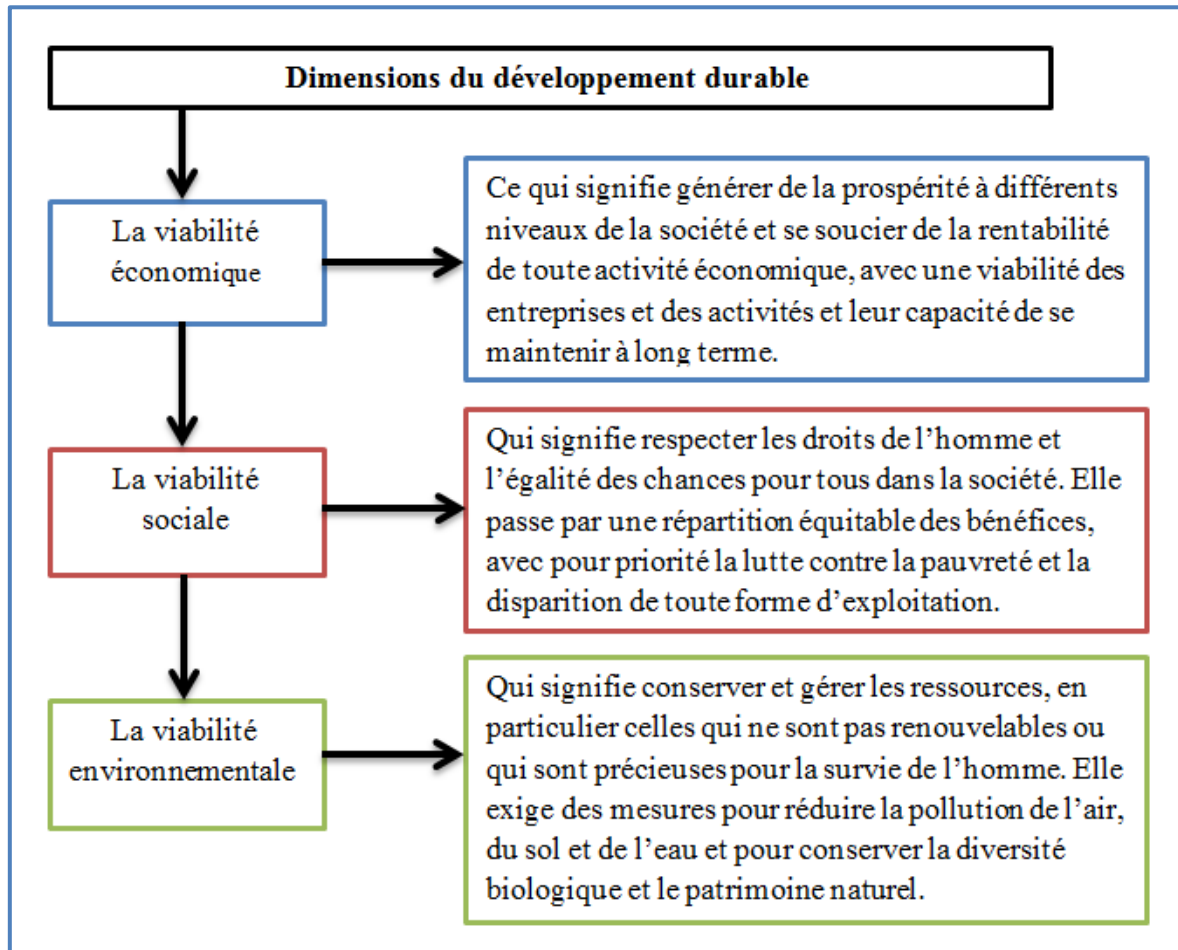 Dimensions du développement durable
La viabilité
économique
Ce qui signifie générer de la prospérité à différents
niveaux de la société et se soucier de la rentabilité
de toute activité économique, avec une viabilité des
entreprises et des activités et leur capacité de se
maintenir à long terme.
La viabilité
sociale
Qui signifie respecter les droits de l’homme et
l’égalité des chances pour tous dans la société. Elle
passe par une répartition équitable des bénéfices,
avec pour priorité la lutte contre la pauvreté et la
disparition de toute forme d’exploitation.
La viabilité
environnementale
Qui signifie conserver et gérer les ressources, en
particulier celles qui ne sont pas renouvelables ou
qui sont précieuses pour la survie de l’homme. Elle
exige des mesures pour réduire la pollution de l’air,
du sol et de l’eau et pour conserver la diversité
biologique et le patrimoine naturel.